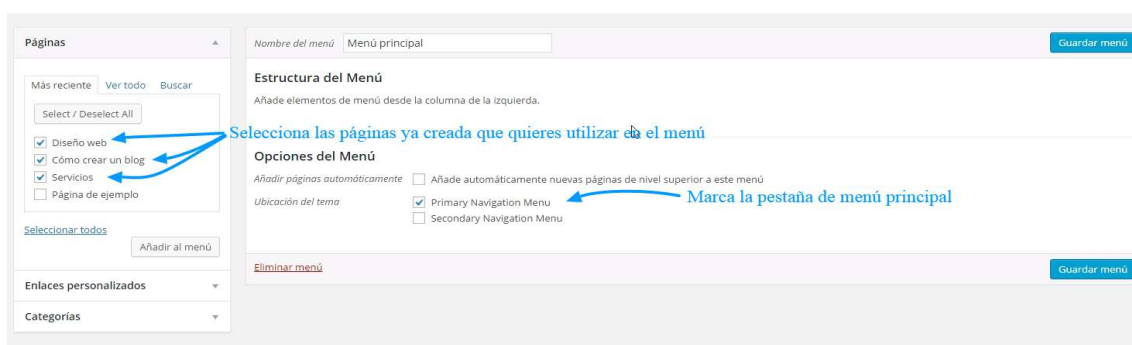 Páginas
Más reciente Ver todo Buscar
Select / Deselect All
Diseño web
Cómo crear un blog
Servicios
Página de ejemplo
Seleccionar todos
Añadir al menú
Enlaces personalizados
Categorías
Nombre del menú Menú principal Guardar menú
Estructura del Menú
Añade elementos de menú desde la columna de la izquierda.
Selecciona las páginas ya creada que quieres utilizar en el menú
Opciones del Menú
Añadir páginas automáticamente Añade automáticamente nuevas páginas de nivel superior a este menú
Ubicación del tema Primary Navigation Menu
Marca la pestaña de menú principal
Secondary Navigation Menu
Eliminar menú Guardar menú